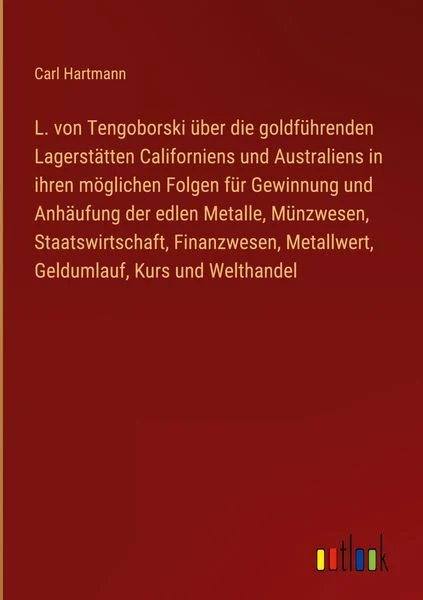 Carl Hartmann
L. von Tengoborski über die goldführenden
Lagerstätten Californiens und Australiens in
ihren möglichen Folgen für Gewinnung und
Anhäufung der edlen Metalle, Münzwesen,
Staatswirtschaft, Finanzwesen, Metallwert,
Geldumlauf, Kurs und Welthandel
outlook